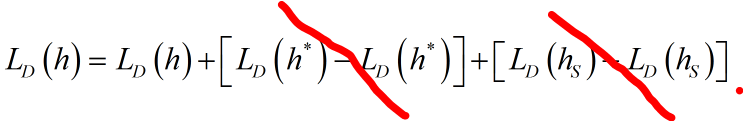 L_D(h) = L_D(h) + [L_D(h^*) − L_D(h^*)] + [L_D(h_S) − L_D(h_S)].